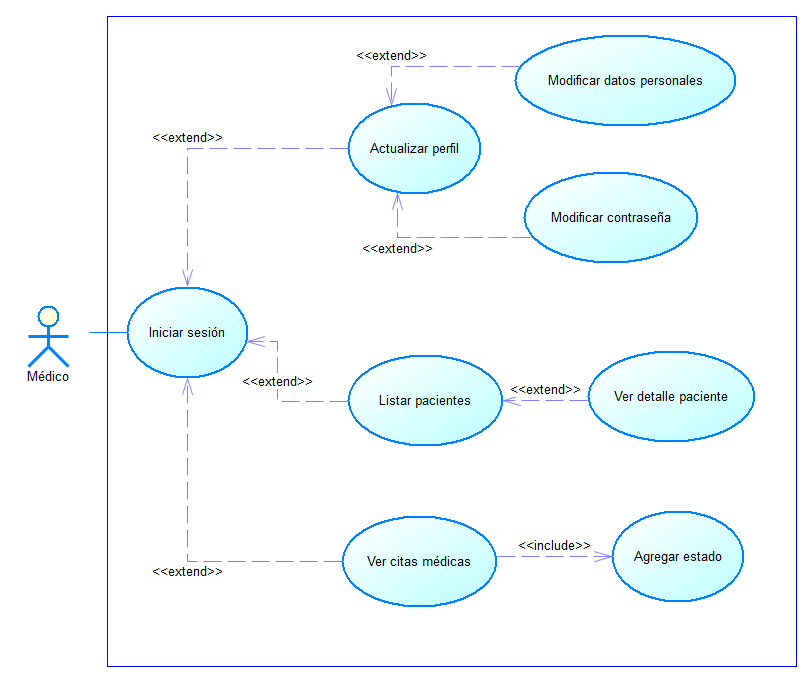 <<extend>>
Modificar datos personales
<<extend>>
Actualizar perfil
Modificar contraseña
<<extend>>
Iniciar sesión
Médico
<<extend>>
Listar pacientes
<<extend>>
Ver detalle paciente
<<extend>>
Ver citas médicas
<<include>>
Agregar estado